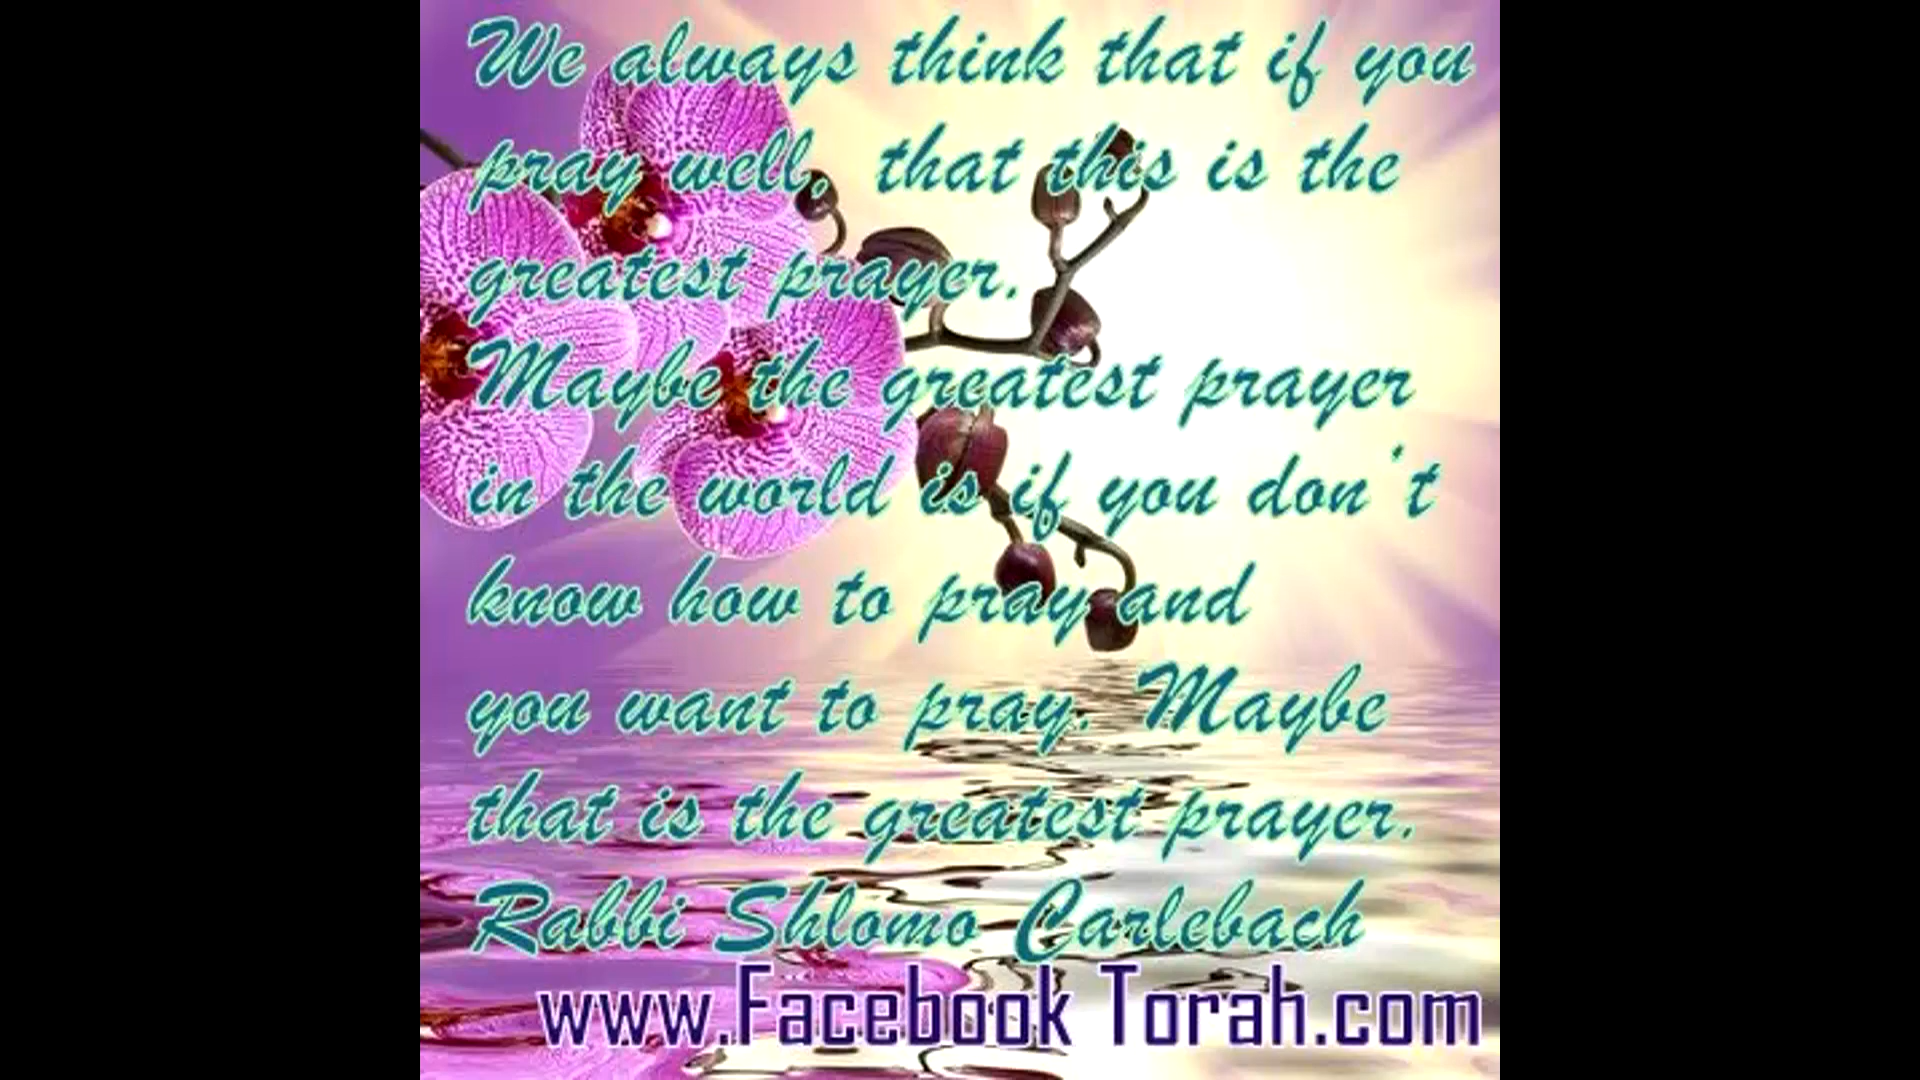 We always think that if you
pray well, that this is the
greatest prayer.
Maybe the greatest prayer
in the world is if you don't
know how to pray and
you want to pray. Maybe
that is the greatest prayer.
Rabbi Shlomo Carlebach
www.Facebook Torah.com